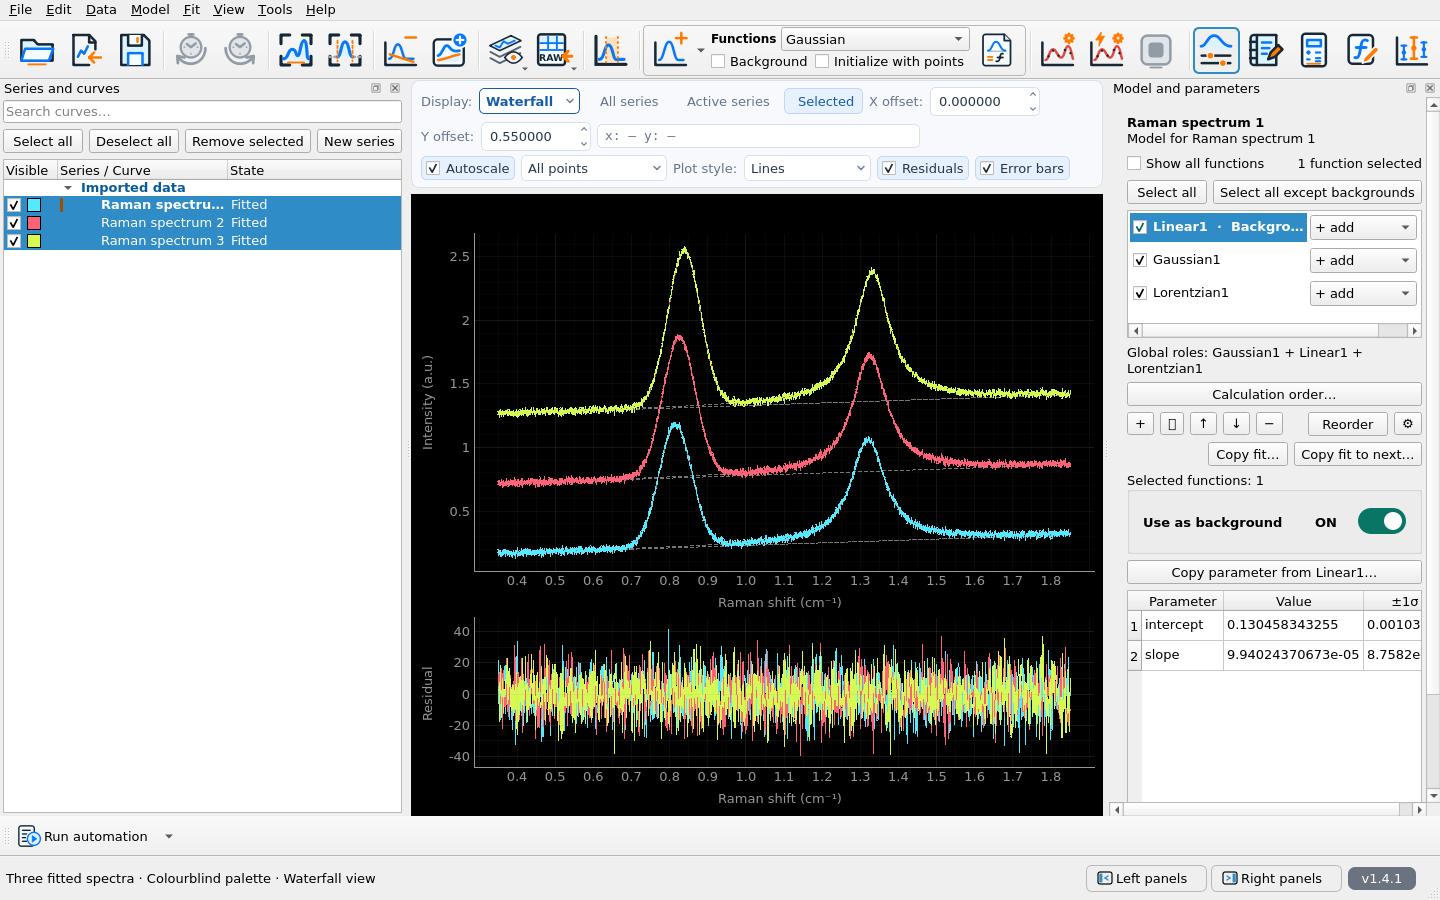 File Edit Data Model Fit View Tools Help
RAW
Functions Gaussian
Background Initialize with points
Series and curves
Search curves...
Select all Deselect all Remove selected New series
Visible Series / Curve State
Imported data
Raman spectru... Fitted
Raman spectrum 2 Fitted
Raman spectrum 3 Fitted
Display: Waterfall All series Active series Selected X offset: 0.000000
Y offset: 0.550000 x: — y: —
Autoscale All points Plot style: Lines Residuals Error bars
2.5
2
1.5
1
0.5
Intensity (a.u.)
0.4 0.5 0.6 0.7 0.8 0.9 1.0 1.1 1.2 1.3 1.4 1.5 1.6 1.7 1.8
Raman shift (cm⁻¹)
40
20
0
-20
-40
Residual
0.4 0.5 0.6 0.7 0.8 0.9 1.0 1.1 1.2 1.3 1.4 1.5 1.6 1.7 1.8
Raman shift (cm⁻¹)
Model and parameters
Raman spectrum 1
Model for Raman spectrum 1
Show all functions 1 function selected
Select all Select all except backgrounds
Linear1 · Backgro... + add
Gaussian1 + add
Lorentzian1 + add
Global roles: Gaussian1 + Linear1 +
Lorentzian1
Calculation order...
+ ↑ ↓ − Reorder ⚙
Copy fit... Copy fit to next...
Selected functions: 1
Use as background ON
Copy parameter from Linear1...
Parameter Value ±1σ
1 intercept 0.130458343255 0.00103
2 slope 9.94024370673e-05 8.7582e
Run automation
Three fitted spectra · Colourblind palette · Waterfall view
Left panels Right panels v1.4.1